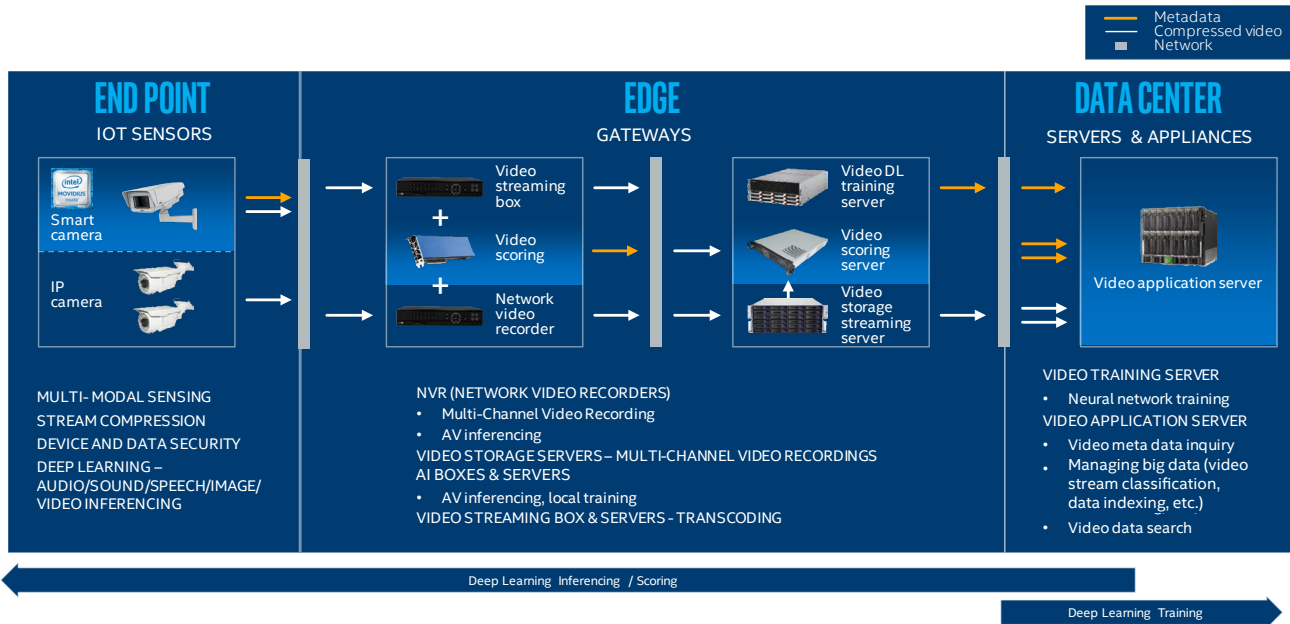 Metadata
Compressed video
Network
END POINT
IOT SENSORS
intel
MOVIDIUS
inside
Smart
camera
IP
camera
MULTI- MODAL SENSING
STREAM COMPRESSION
DEVICE AND DATA SECURITY
DEEP LEARNING –
AUDIO/SOUND/SPEECH/IMAGE/
VIDEO INFERENCING
EDGE
GATEWAYS
Video
streaming
box
+
Video
scoring
+
Network
video
recorder
Video DL
training
server
Video
scoring
server
Video
storage
streaming
server
NVR (NETWORK VIDEO RECORDERS)
• Multi-Channel Video Recording
• AV inferencing
VIDEO STORAGE SERVERS – MULTI-CHANNEL VIDEO RECORDINGS
AI BOXES & SERVERS
• AV inferencing, local training
VIDEO STREAMING BOX & SERVERS - TRANSCODING
DATA CENTER
SERVERS & APPLIANCES
Video application server
VIDEO TRAINING SERVER
• Neural network training
VIDEO APPLICATION SERVER
• Video meta data inquiry
• Managing big data (video
stream classification,
data indexing, etc.)
• Video data search
Deep Learning Inferencing / Scoring
Deep Learning Training